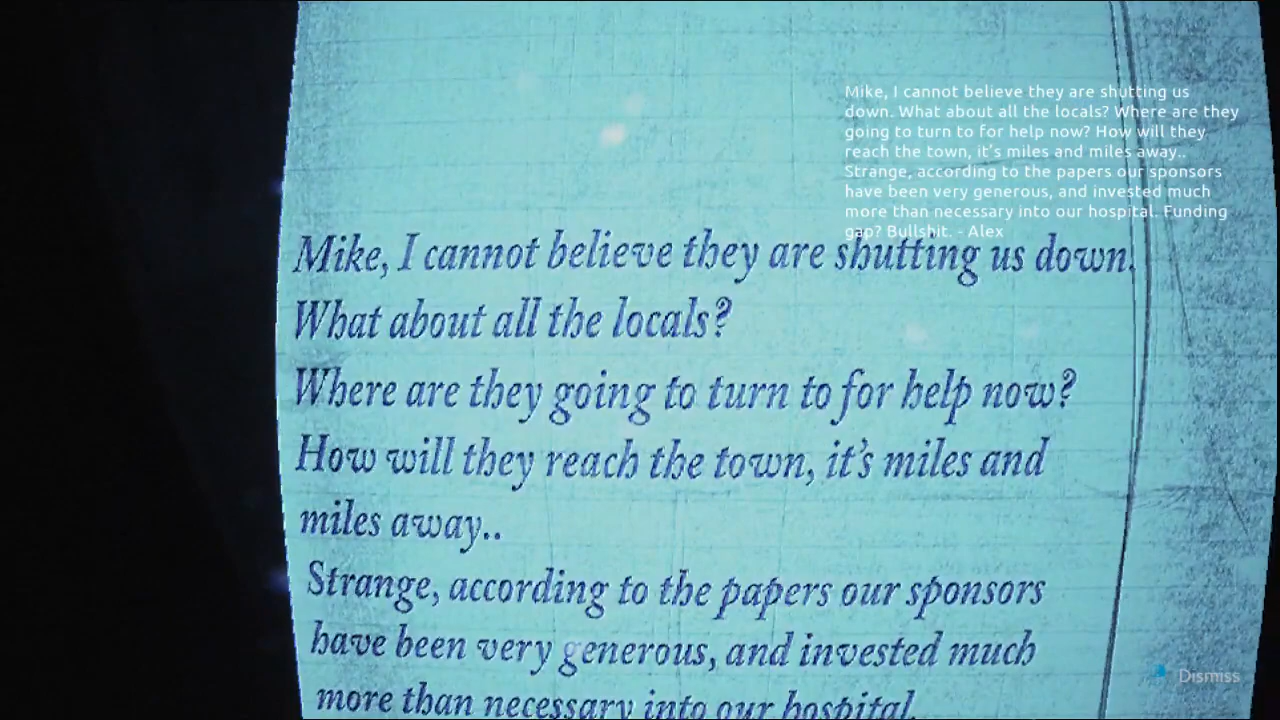 Mike, I cannot believe they are shutting us
down. What about all the locals? Where are they
going to turn to for help now? How will they
reach the town, it's miles and miles away..
Strange, according to the papers our sponsors
have been very generous, and invested much
more than necessary into our hospital. Funding
gap? Bullshit. - Alex
Mike, I cannot believe they are shutting us down.
What about all the locals?
Where are they going to turn to for help now?
How will they reach the town, it's miles and
miles away..
Strange, according to the papers our sponsors
have been very generous, and invested much
more than necessary into our hospital.
Dismiss